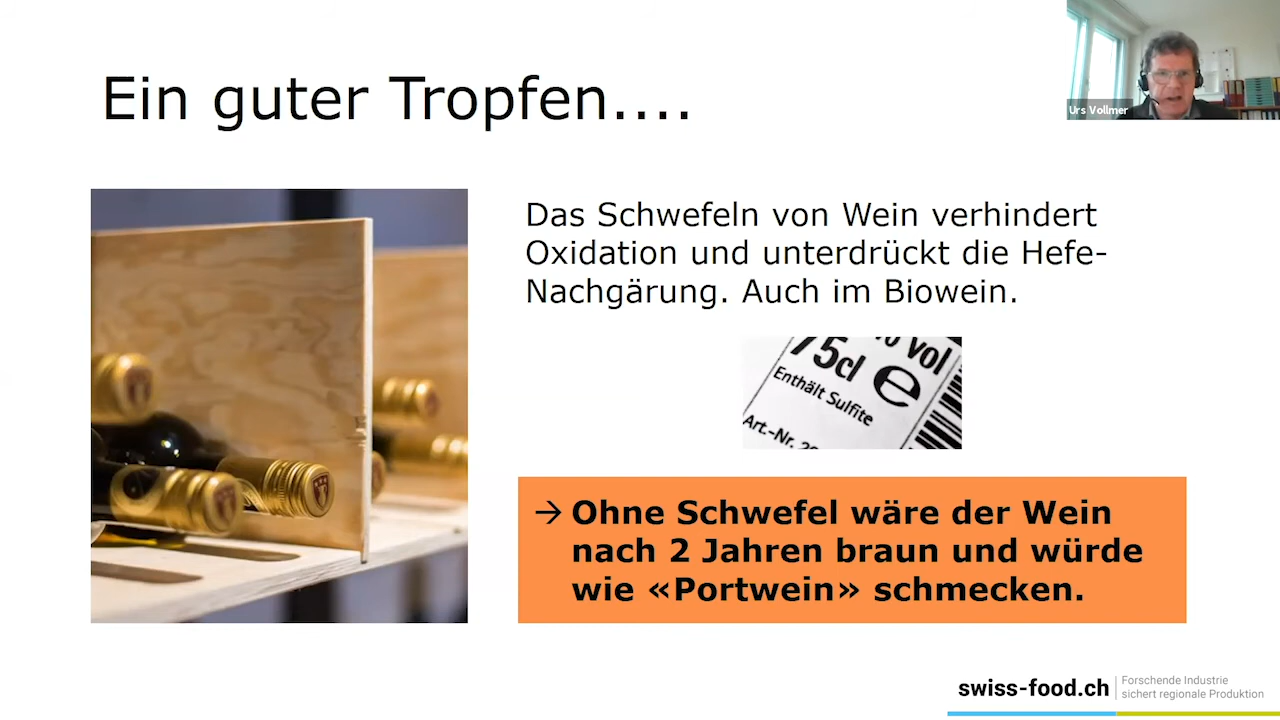 Ein guter Tropfen....
Urs Vollmer
Das Schwefeln von Wein verhindert
Oxidation und unterdrückt die Hefe-
Nachgärung. Auch im Biowein.
vol
75cl e
Enthält Sulfite
Art.-Nr.
→ Ohne Schwefel wäre der Wein
nach 2 Jahren braun und würde
wie «Portwein» schmecken.
swiss-food.ch
Forschende Industrie
sichert regionale Produktion